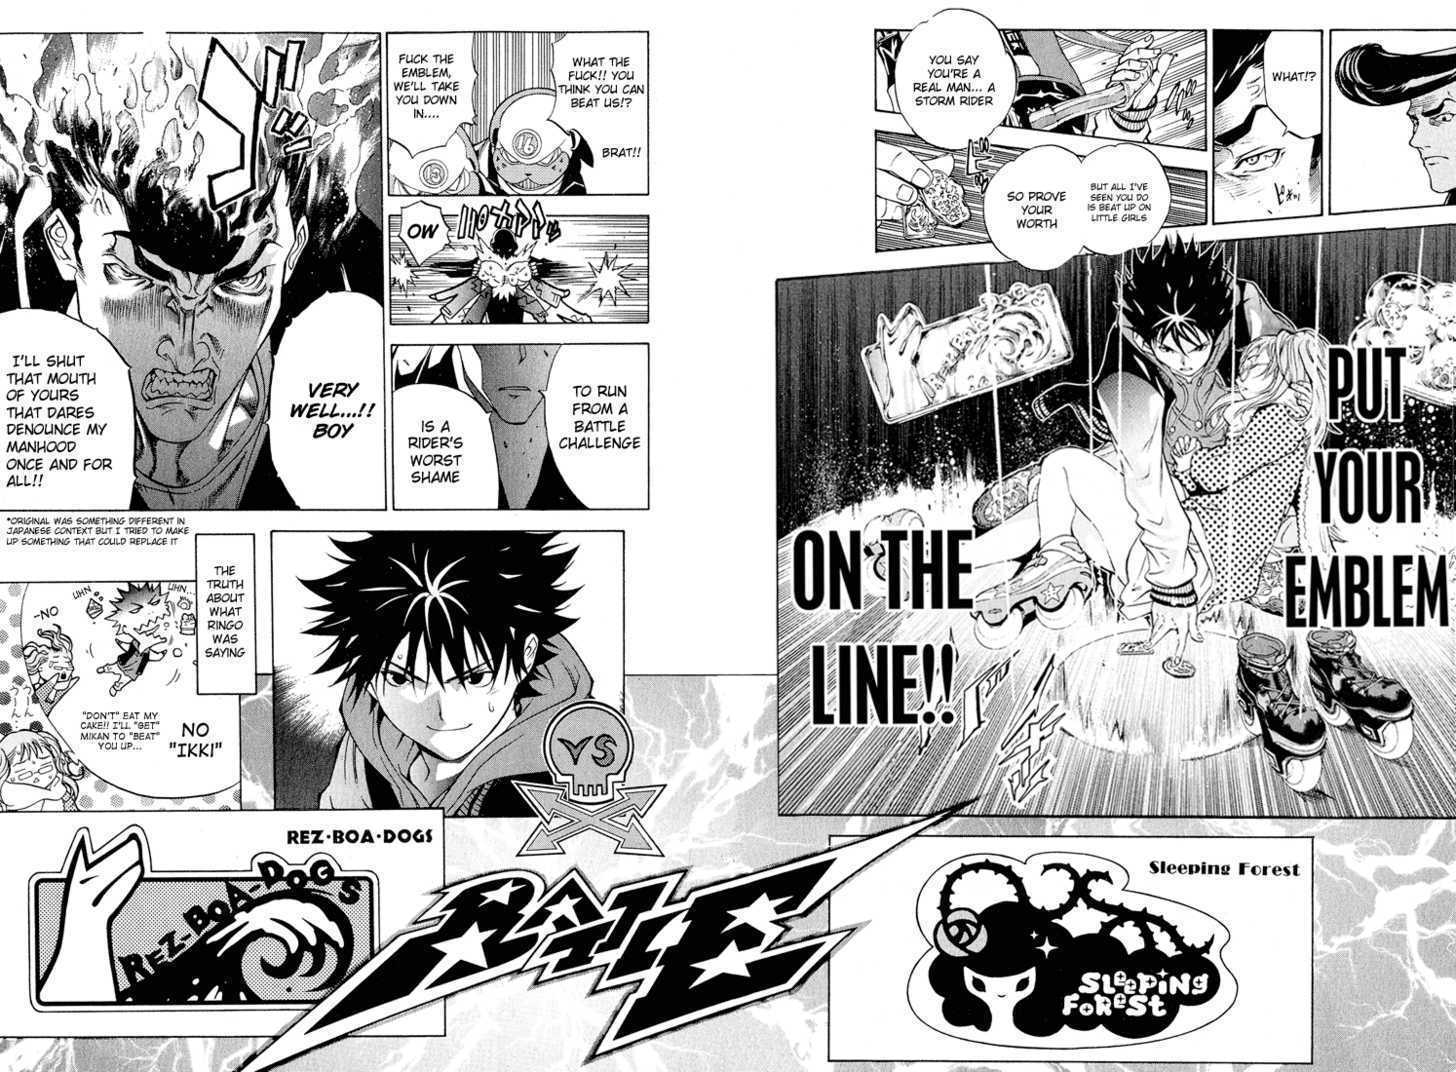 WHAT!?
YOU SAY
YOU'RE A
REAL MAN... A
STORM RIDER
BUT ALL I'VE
SEEN YOU DO
IS BEAT UP ON
LITTLE GIRLS
SO PROVE
YOUR
WORTH
PUT
YOUR
EMBLEM
ON THE
LINE!!
WHAT THE
FUCK!! YOU
THINK YOU CAN
BEAT US!?
BRAT!!
FUCK THE
EMBLEM,
WE'LL TAKE
YOU DOWN
IN....
16
OW
TO RUN
FROM A
BATTLE
CHALLENGE
IS A
RIDER'S
WORST
SHAME
VERY
WELL...!!
BOY
I'LL SHUT
THAT MOUTH
OF YOURS
THAT DARES
DENOUNCE MY
MANHOOD
ONCE AND FOR
ALL!!
*ORIGINAL WAS SOMETHING DIFFERENT IN
JAPANESE CONTEXT BUT I TRIED TO MAKE
UP SOMETHING THAT COULD REPLACE IT
THE
TRUTH
ABOUT
WHAT
RINGO
WAS
SAYING
UHN
UHN...
-NO
NO
"IKKI"
"DON'T" EAT MY
CAKE!! I'LL "GET"
MIKAN TO "BEAT"
YOU UP...
VS
BATTLE
REZ·BOA·DOGS
REZ-BOA-DOGS
Sleeping Forest
SLeePiNG
FoReSt